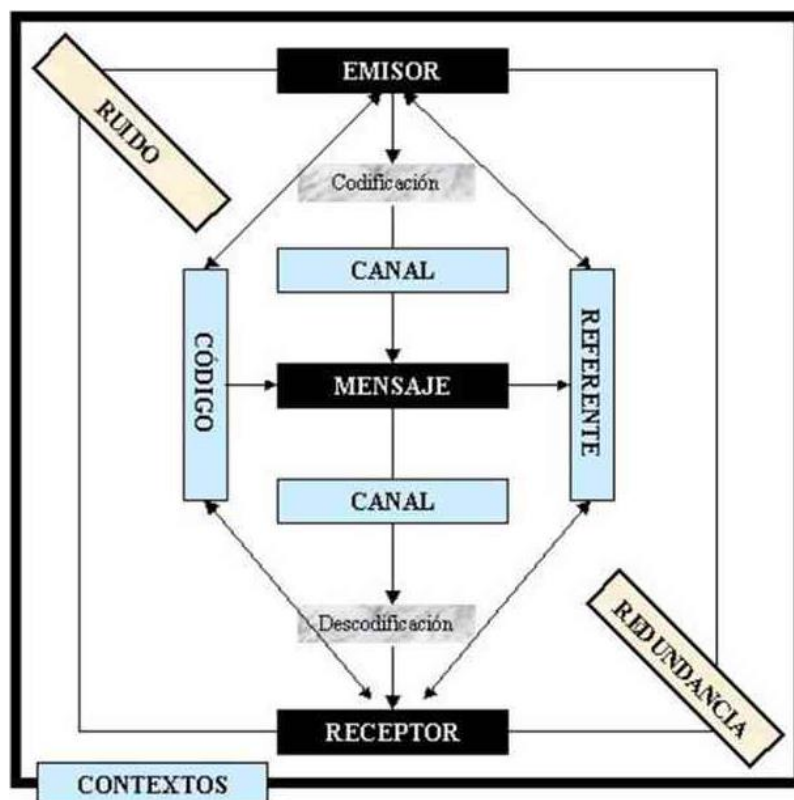 EMISOR
RUIDO
Codificación
CANAL
CÓDIGO
REFERENTE
MENSAJE
CANAL
Descodificación
REDUNDANCIA
RECEPTOR
CONTEXTOS